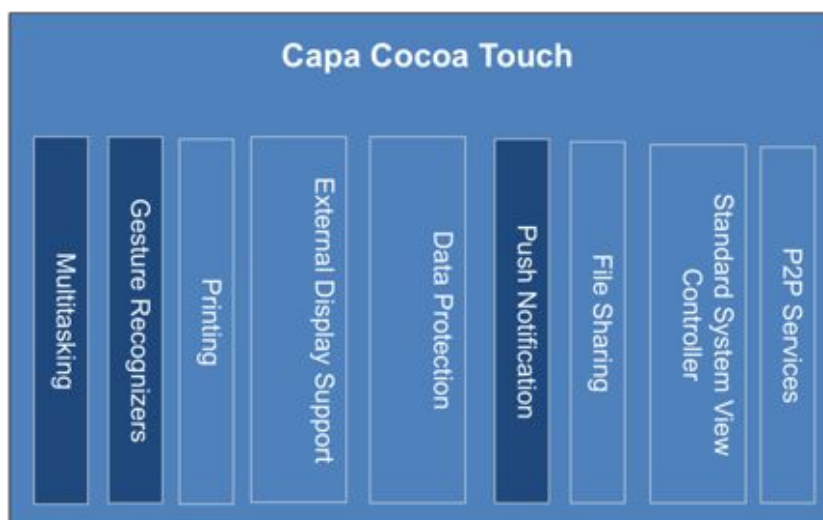 Capa Cocoa Touch
Multitasking
Gesture Recognizers
Printing
External Display Support
Data Protection
Push Notification
File Sharing
Standard System View
Controller
P2P Services